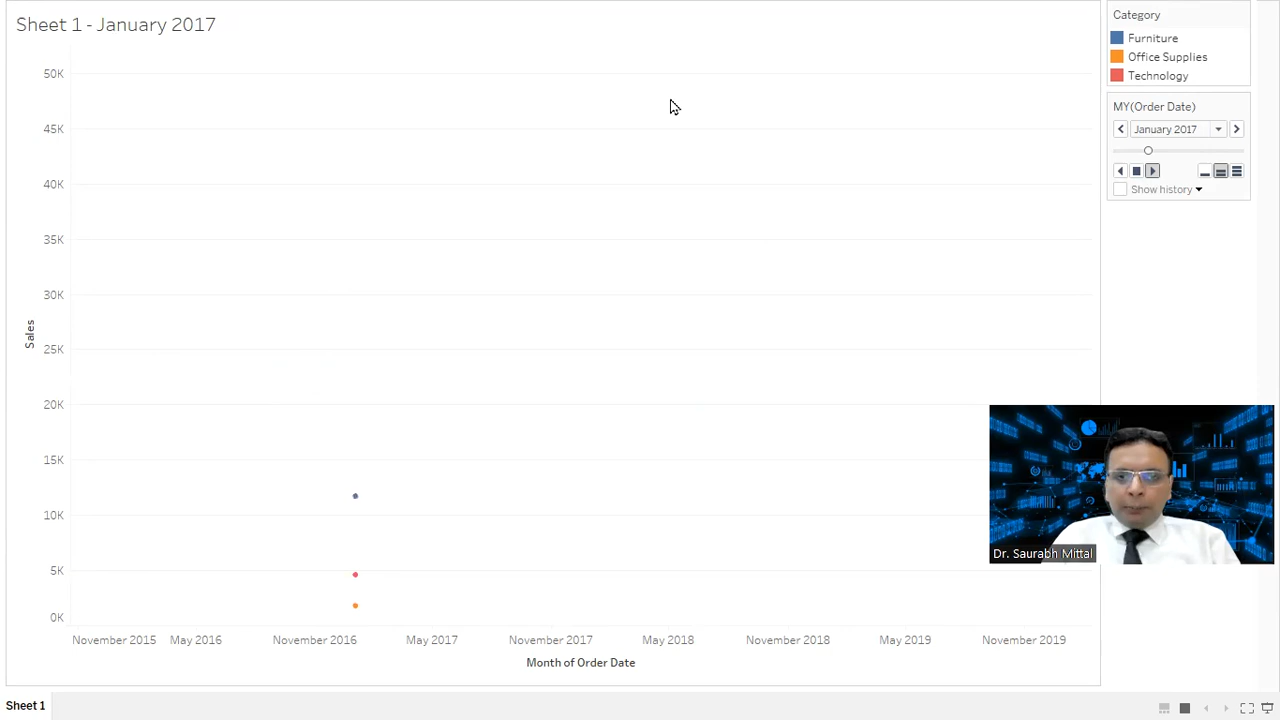 Sheet 1 - January 2017
50K
45K
40K
35K
30K
25K
20K
15K
10K
5K
0K
Sales
November 2015 May 2016 November 2016 May 2017 November 2017 May 2018 November 2018 May 2019 November 2019
Month of Order Date
Category
Furniture
Office Supplies
Technology
MY(Order Date)
January 2017
Show history
Dr. Saurabh Mittal
Sheet 1